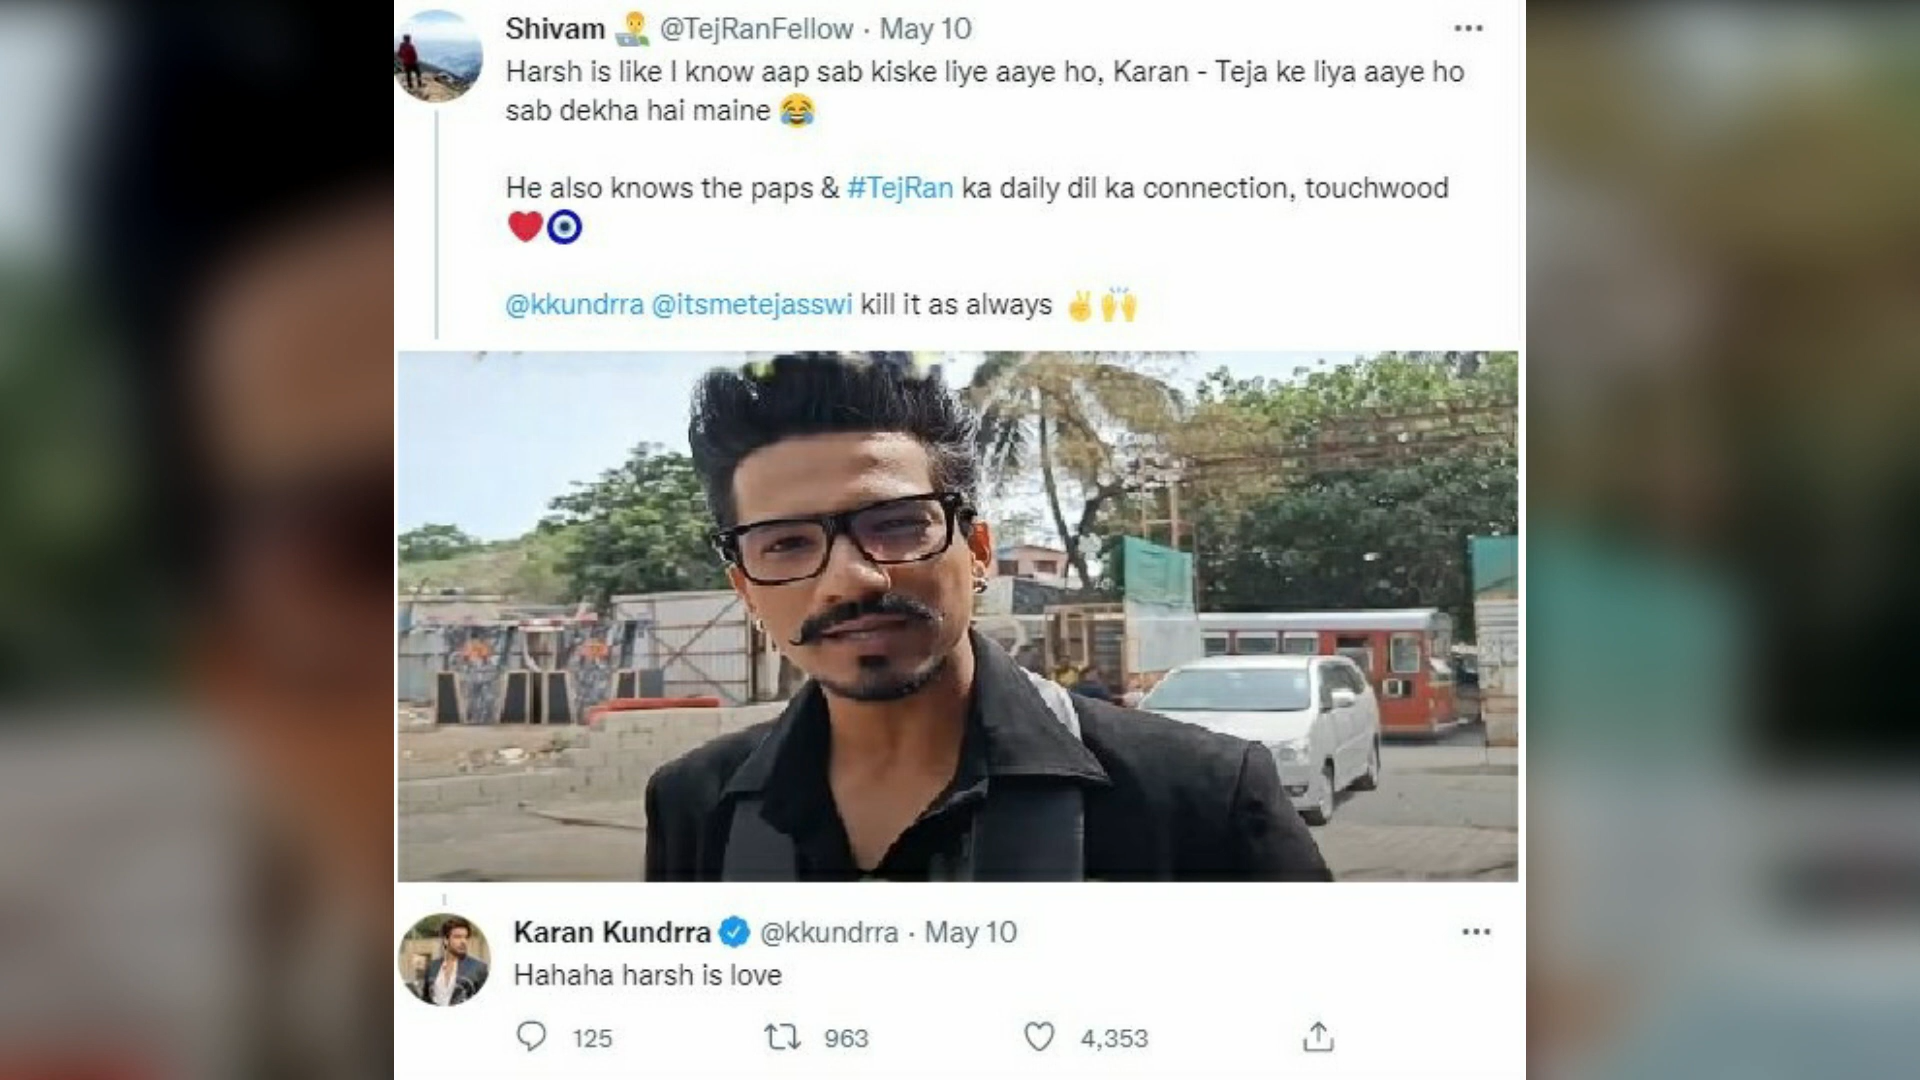 Shivam 👨‍💻 @TejRanFellow · May 10
Harsh is like I know aap sab kiske liye aaye ho, Karan - Teja ke liya aaye ho
sab dekha hai maine 😂
He also knows the paps & #TejRan ka daily dil ka connection, touchwood
❤️🧿
@kkundrra @itsmetejasswi kill it as always ✌️🙌
Karan Kundrra @kkundrra · May 10
Hahaha harsh is love
125 963 4,353